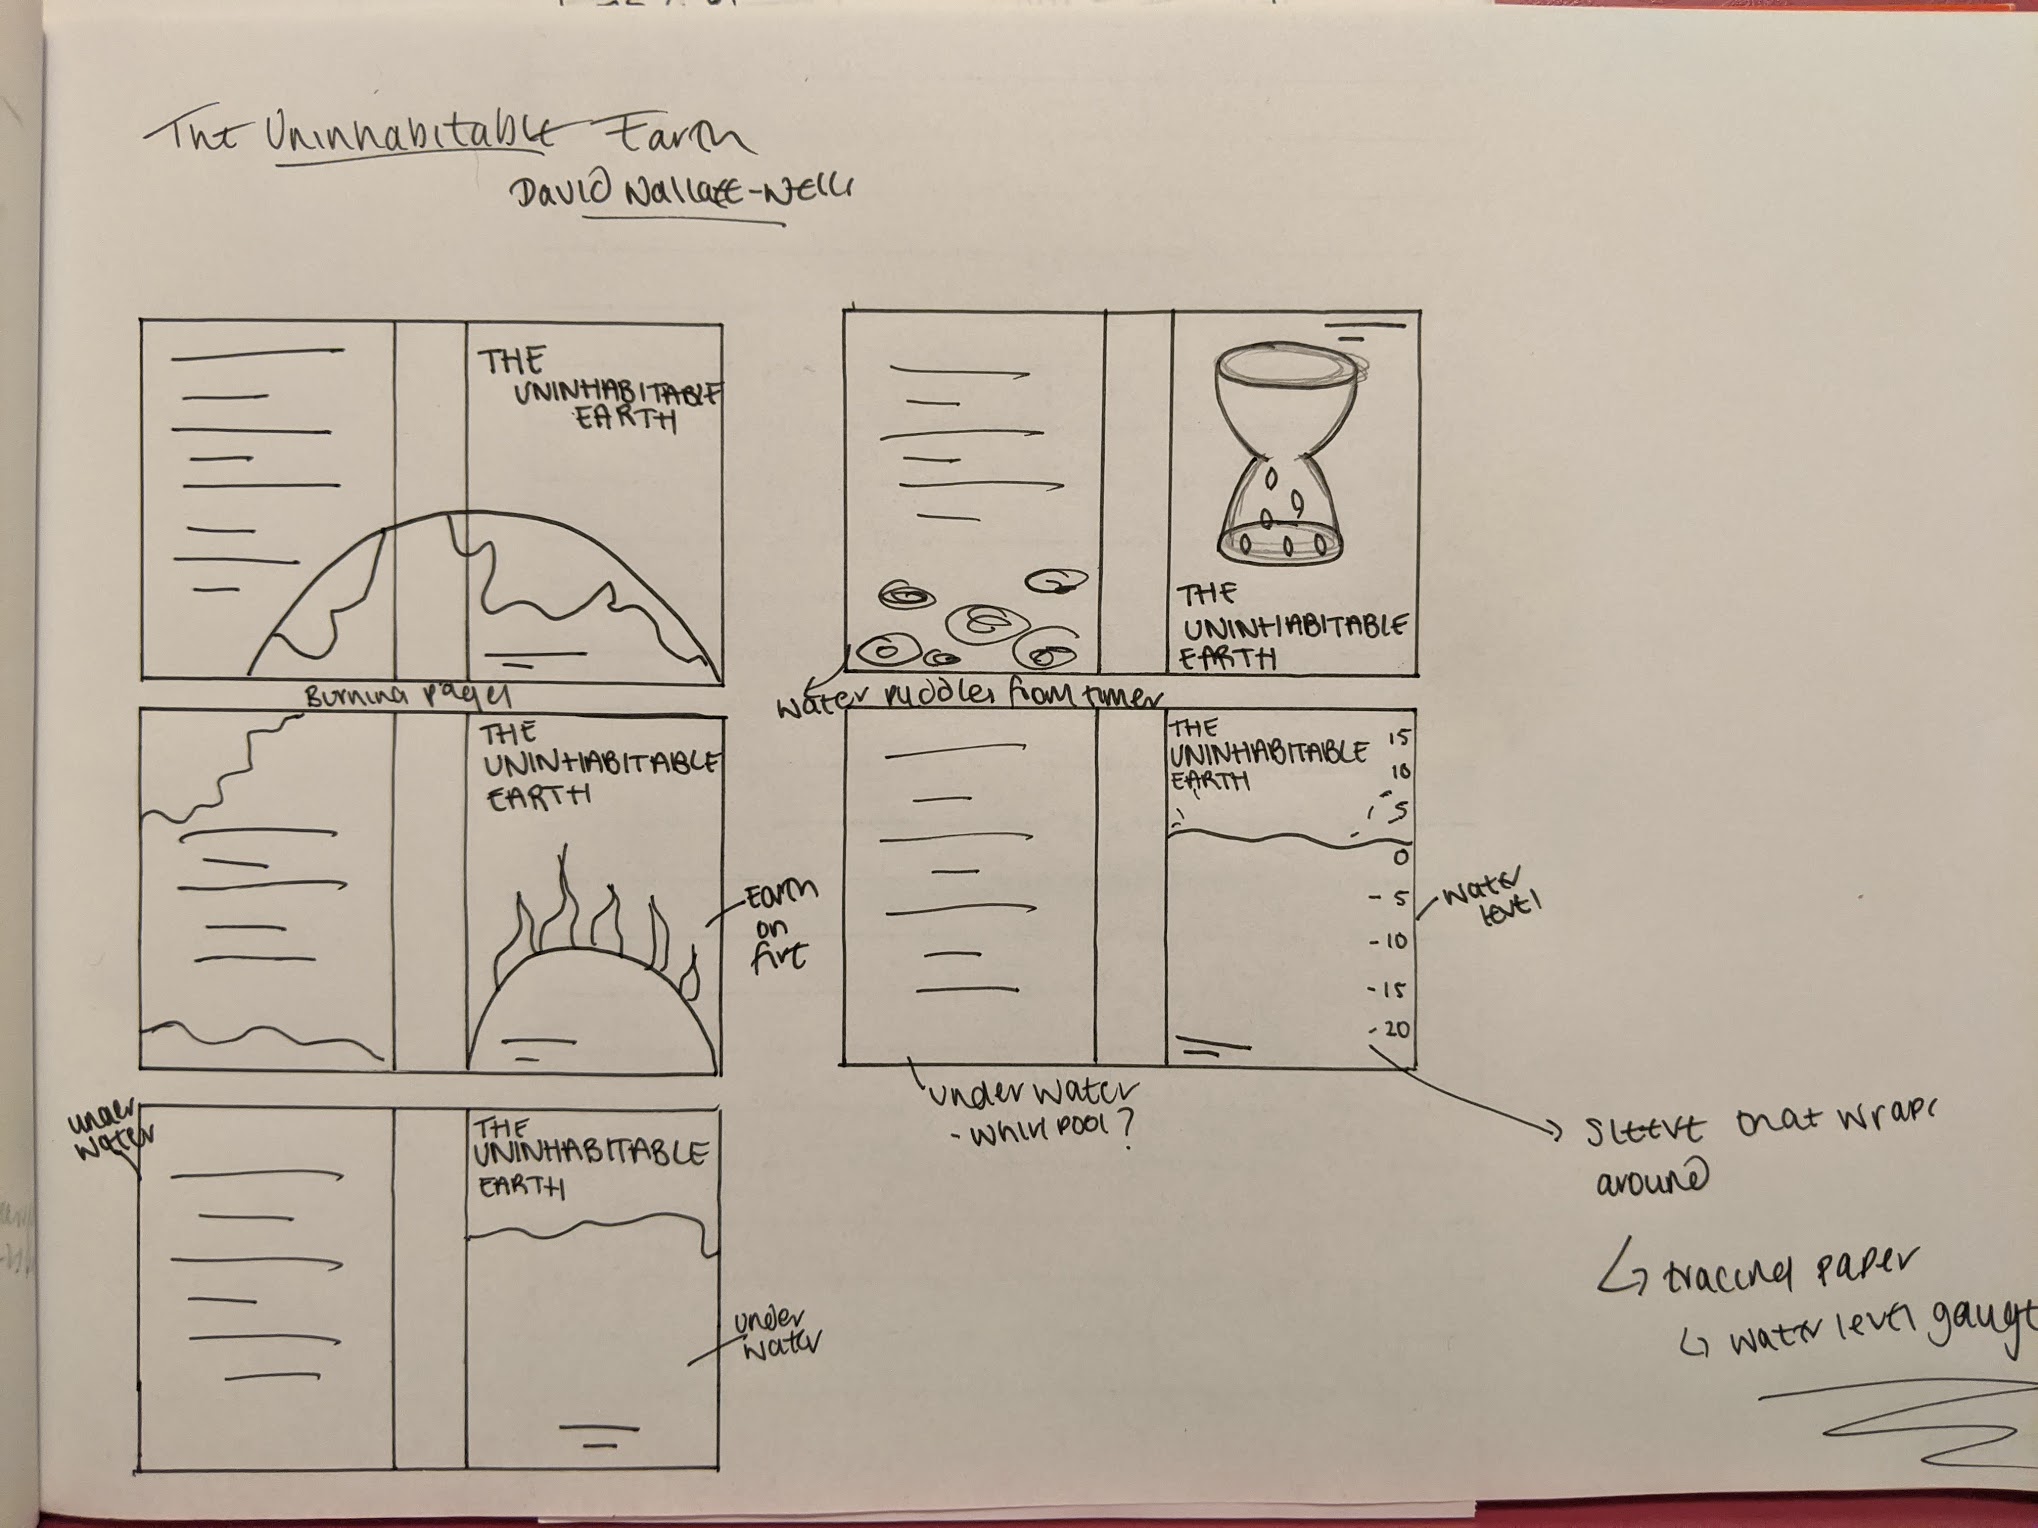 The Uninhabitable Earth
David Wallace-Wells
THE
UNINHABITABLE
EARTH
Burning pages
THE
UNINHABITABLE
EARTH
Water puddles from timer
THE
UNINHABITABLE
EARTH
Earth
on
fire
THE
UNINHABITABLE
EARTH
15
10
5
0
- 5
- 10
- 15
- 20
water
level
under water
- whirlpool?
sleeve that wraps
around
tracing paper
water level gauge
under
water
THE
UNINHABITABLE
EARTH
under
water